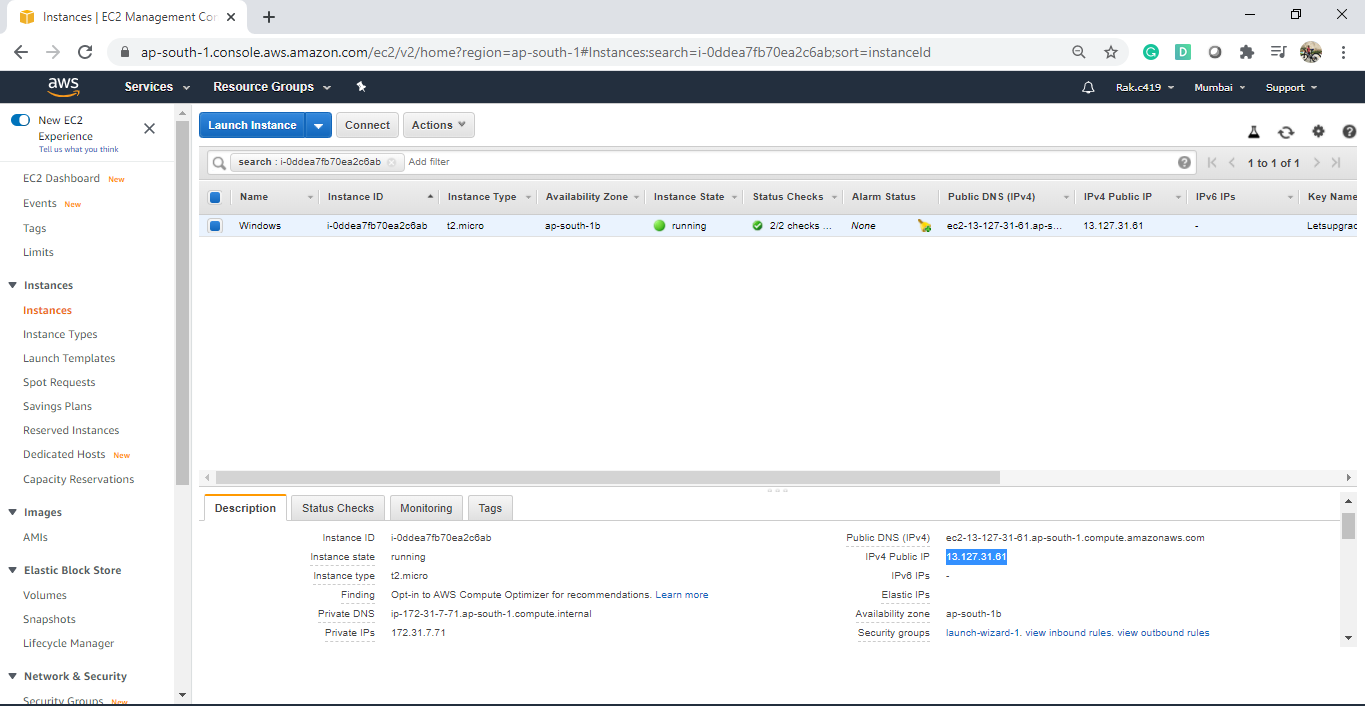 Instances | EC2 Management Con
ap-south-1.console.aws.amazon.com/ec2/v2/home?region=ap-south-1#Instances:search=i-0ddea7fb70ea2c6ab;sort=instanceId
aws Services Resource Groups Rak.c419 Mumbai Support
New EC2
Experience
Tell us what you think
EC2 Dashboard New
Events New
Tags
Limits
Instances
Instances
Instance Types
Launch Templates
Spot Requests
Savings Plans
Reserved Instances
Dedicated Hosts New
Capacity Reservations
Images
AMIs
Elastic Block Store
Volumes
Snapshots
Lifecycle Manager
Network & Security
Security Groups New
Launch Instance Connect Actions
search : i-0ddea7fb70ea2c6ab Add filter 1 to 1 of 1
Name Instance ID Instance Type Availability Zone Instance State Status Checks Alarm Status Public DNS (IPv4) IPv4 Public IP IPv6 IPs Key Name
Windows i-0ddea7fb70ea2c6ab t2.micro ap-south-1b running 2/2 checks ... None ec2-13-127-31-61.ap-s... 13.127.31.61 - Letsupgrad
Description Status Checks Monitoring Tags
Instance ID i-0ddea7fb70ea2c6ab Public DNS (IPv4) ec2-13-127-31-61.ap-south-1.compute.amazonaws.com
Instance state running IPv4 Public IP 13.127.31.61
Instance type t2.micro IPv6 IPs -
Finding Opt-in to AWS Compute Optimizer for recommendations. Learn more Elastic IPs
Private DNS ip-172-31-7-71.ap-south-1.compute.internal Availability zone ap-south-1b
Private IPs 172.31.7.71 Security groups launch-wizard-1. view inbound rules. view outbound rules